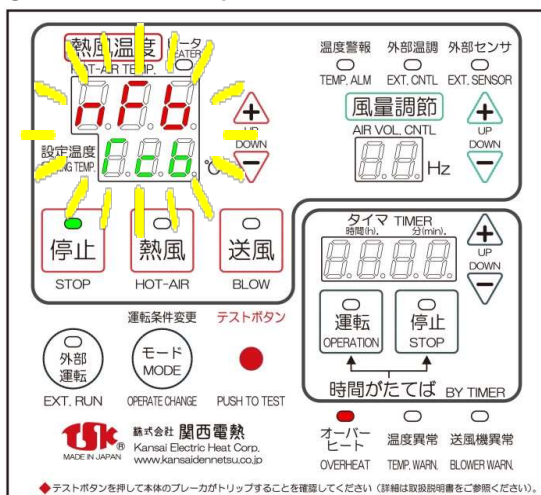 熱風温度 ヒータ
HOT-AIR TEMP. HEATER
nFb
設定温度
SETTING TEMP.
Tcb
℃
UP
DOWN
停止
STOP
熱風
HOT-AIR
送風
BLOW
温度警報 外部温調 外部センサ
TEMP. ALM EXT. CNTL EXT. SENSOR
風量調節
AIR VOL. CNTL
Hz
UP
DOWN
タイマ TIMER
時間(h). 分(min).
UP
DOWN
運転
OPERATION
停止
STOP
時間がたてば BY TIMER
外部
運転
EXT. RUN
運転条件変更
モード
MODE
OPERATE CHANGE
テストボタン
PUSH TO TEST
オーバー
ヒート
OVERHEAT
温度異常
TEMP. WARN.
送風機異常
BLOWER WARN.
TSK
MADE IN JAPAN
株式会社 関西電熱
Kansai Electric Heat Corp.
www.kansaidennetsu.co.jp
◆テストボタンを押して本体のブレーカがトリップすることを確認してください（詳細は取扱説明書をご参照ください）。